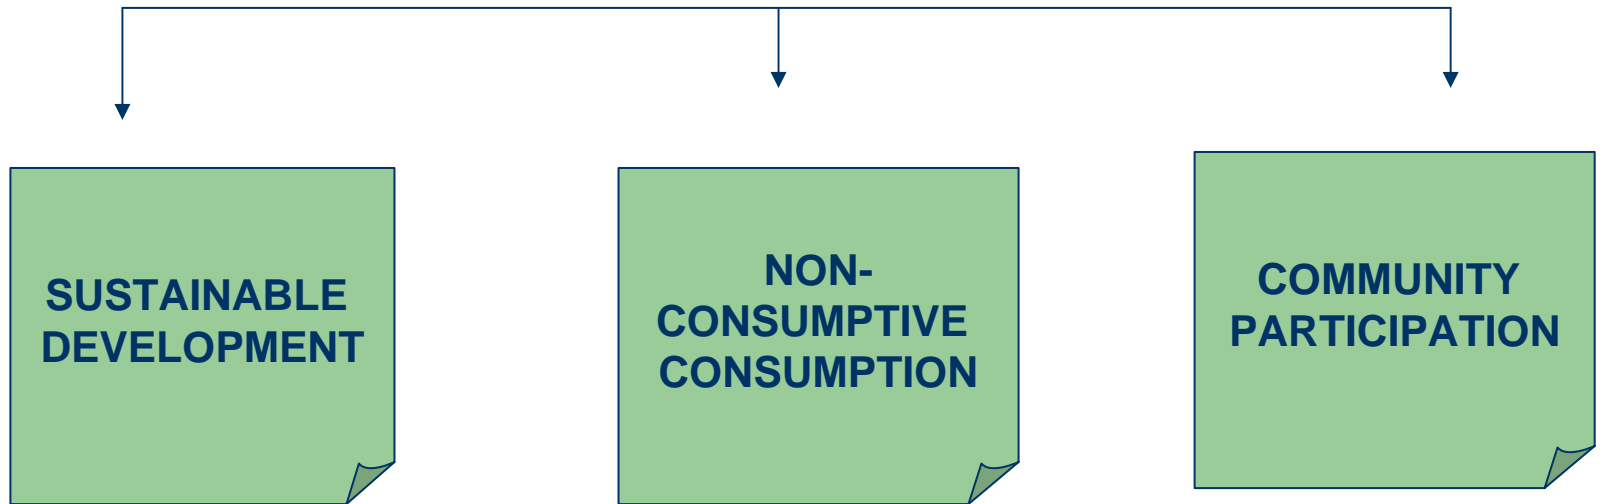 SUSTAINABLE
DEVELOPMENT
NON-
CONSUMPTIVE
CONSUMPTION
COMMUNITY
PARTICIPATION